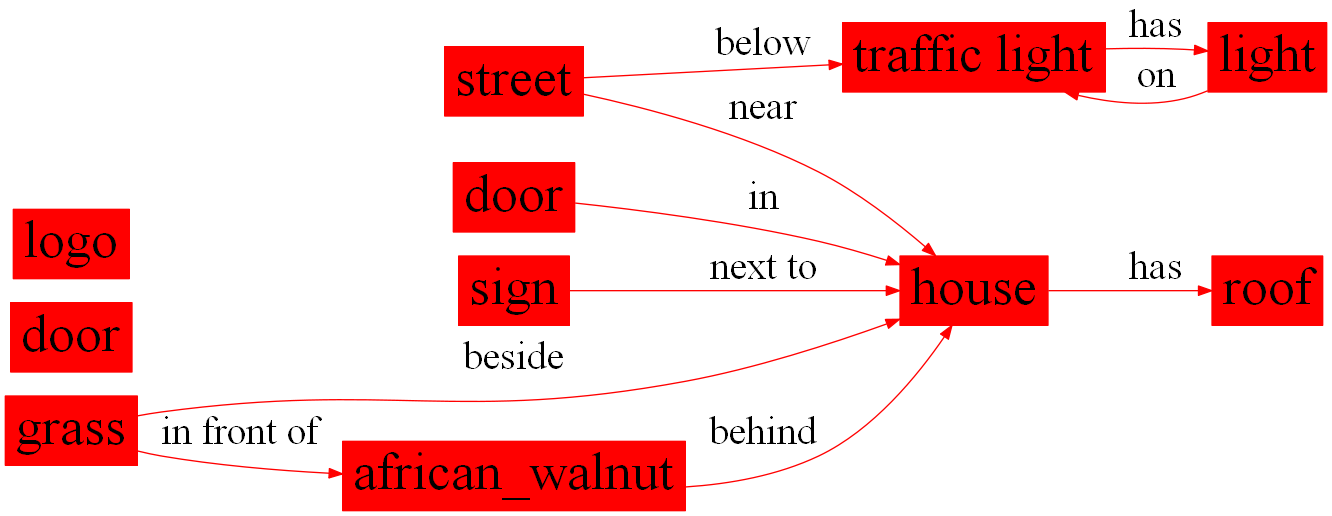 has
below
traffic light
light
street
on
near
door
in
logo
next to
has
sign
house
roof
door
beside
grass
in front of
behind
african_walnut